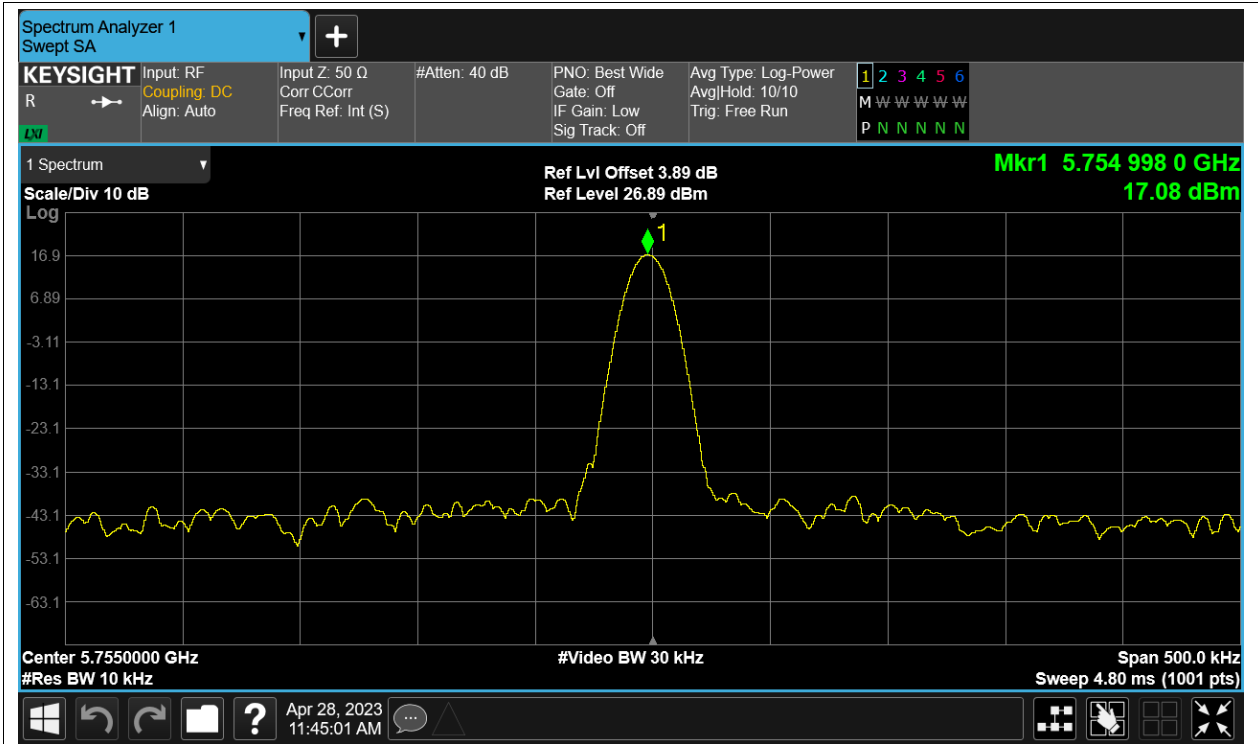 Spectrum Analyzer 1
Swept SA
KEYSIGHT
R
LXI
Input: RF
Coupling: DC
Align: Auto
Input Z: 50 Ω
Corr CCorr
Freq Ref: Int (S)
#Atten: 40 dB
PNO: Best Wide
Gate: Off
IF Gain: Low
Sig Track: Off
Avg Type: Log-Power
Avg|Hold: 10/10
Trig: Free Run
1 2 3 4 5 6
M W W W W W
P N N N N N
1 Spectrum
Scale/Div 10 dB
Log
Ref Lvl Offset 3.89 dB
Ref Level 26.89 dBm
Mkr1 5.754 998 0 GHz
17.08 dBm
1
16.9
6.89
-3.11
-13.1
-23.1
-33.1
-43.1
-53.1
-63.1
Center 5.7550000 GHz
#Res BW 10 kHz
#Video BW 30 kHz
Span 500.0 kHz
Sweep 4.80 ms (1001 pts)
?
Apr 28, 2023
11:45:01 AM